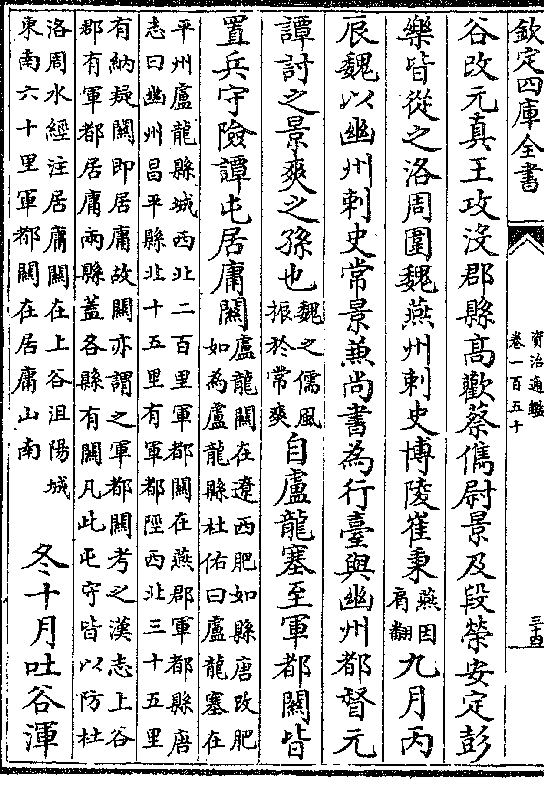 欽定四庫全書
資治通鑑
卷一百五十
三十四
谷改元真王攻沒郡縣高歡蔡儁尉景及段榮安定彭
樂皆從之洛周圍魏燕州刺史博陵崔秉燕因肩翻九月丙
辰魏以幽州刺史常景兼尚書為行臺與幽州都督元
譚討之景爽之孫也魏之儒風振於常爽自盧龍塞至軍都關皆
置兵守險譚屯居庸關盧龍關在遼西肥如縣唐改肥
如為盧龍縣杜佑曰盧龍塞在
平州盧龍縣城西北二百里軍都關在燕郡軍都縣唐
志曰幽州昌平縣北十五里有軍都陘西北三十五里
有納疑關即居庸故關亦謂之軍都關考之漢志上谷
郡有軍都居庸兩縣蓋各縣有關凡此屯守皆以防杜
洛周水經注居庸關在上谷沮陽城
東南六十里軍都關在居庸山南冬十月吐谷渾